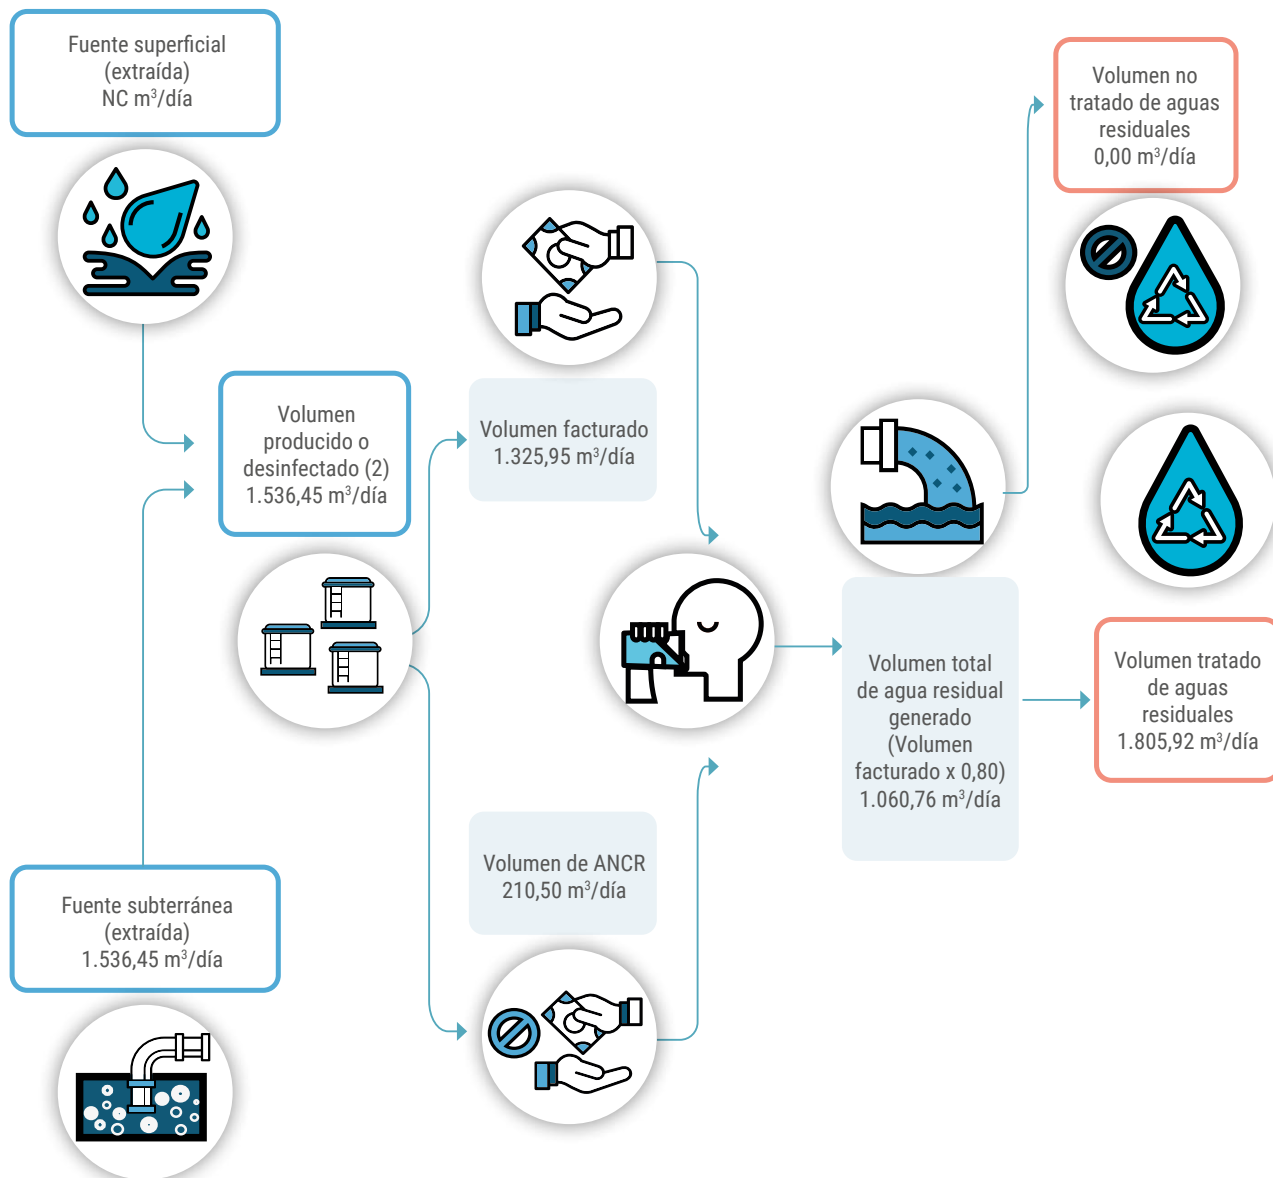 Fuente superficial
(extraída)
NC m³/día
Volumen no
tratado de aguas
residuales
0,00 m³/día
Volumen
producido o
desinfectado (2)
1.536,45 m³/día
Volumen facturado
1.325,95 m³/día
Volumen total
de agua residual
generado
(Volumen
facturado x 0,80)
1.060,76 m³/día
Volumen tratado
de aguas
residuales
1.805,92 m³/día
Volumen de ANCR
210,50 m³/día
Fuente subterránea
(extraída)
1.536,45 m³/día